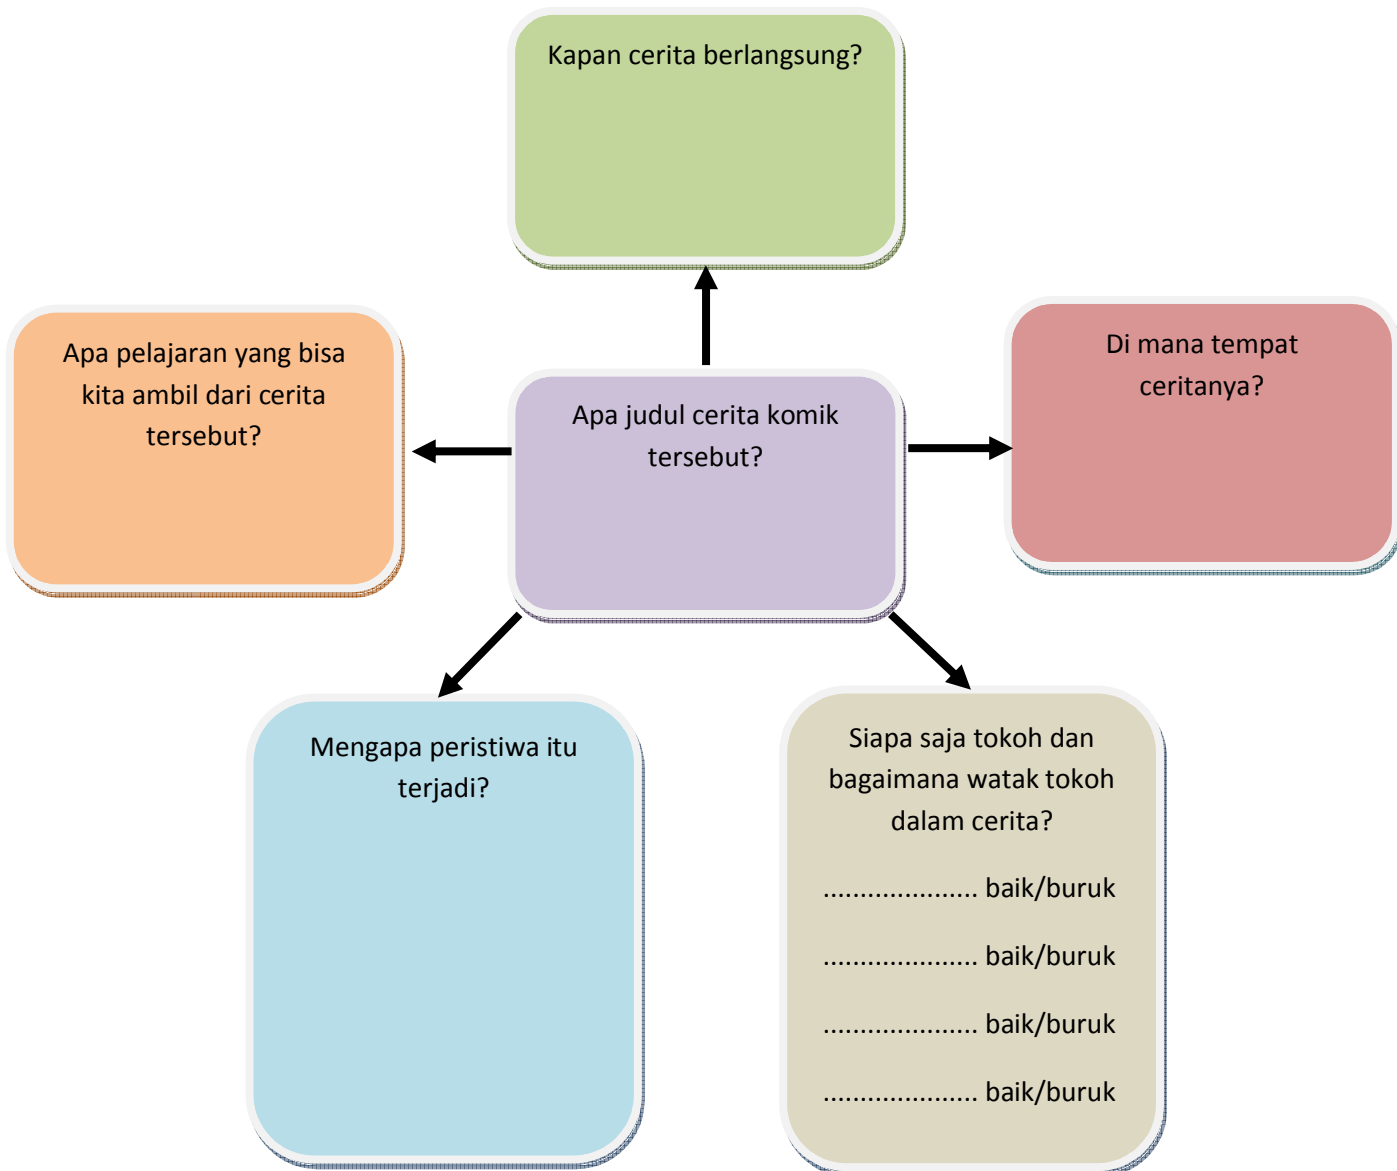 Kapan cerita berlangsung?
Apa pelajaran yang bisa
kita ambil dari cerita
tersebut?
Apa judul cerita komik
tersebut?
Di mana tempat
ceritanya?
Mengapa peristiwa itu
terjadi?
Siapa saja tokoh dan
bagaimana watak tokoh
dalam cerita?
..................... baik/buruk
..................... baik/buruk
..................... baik/buruk
..................... baik/buruk